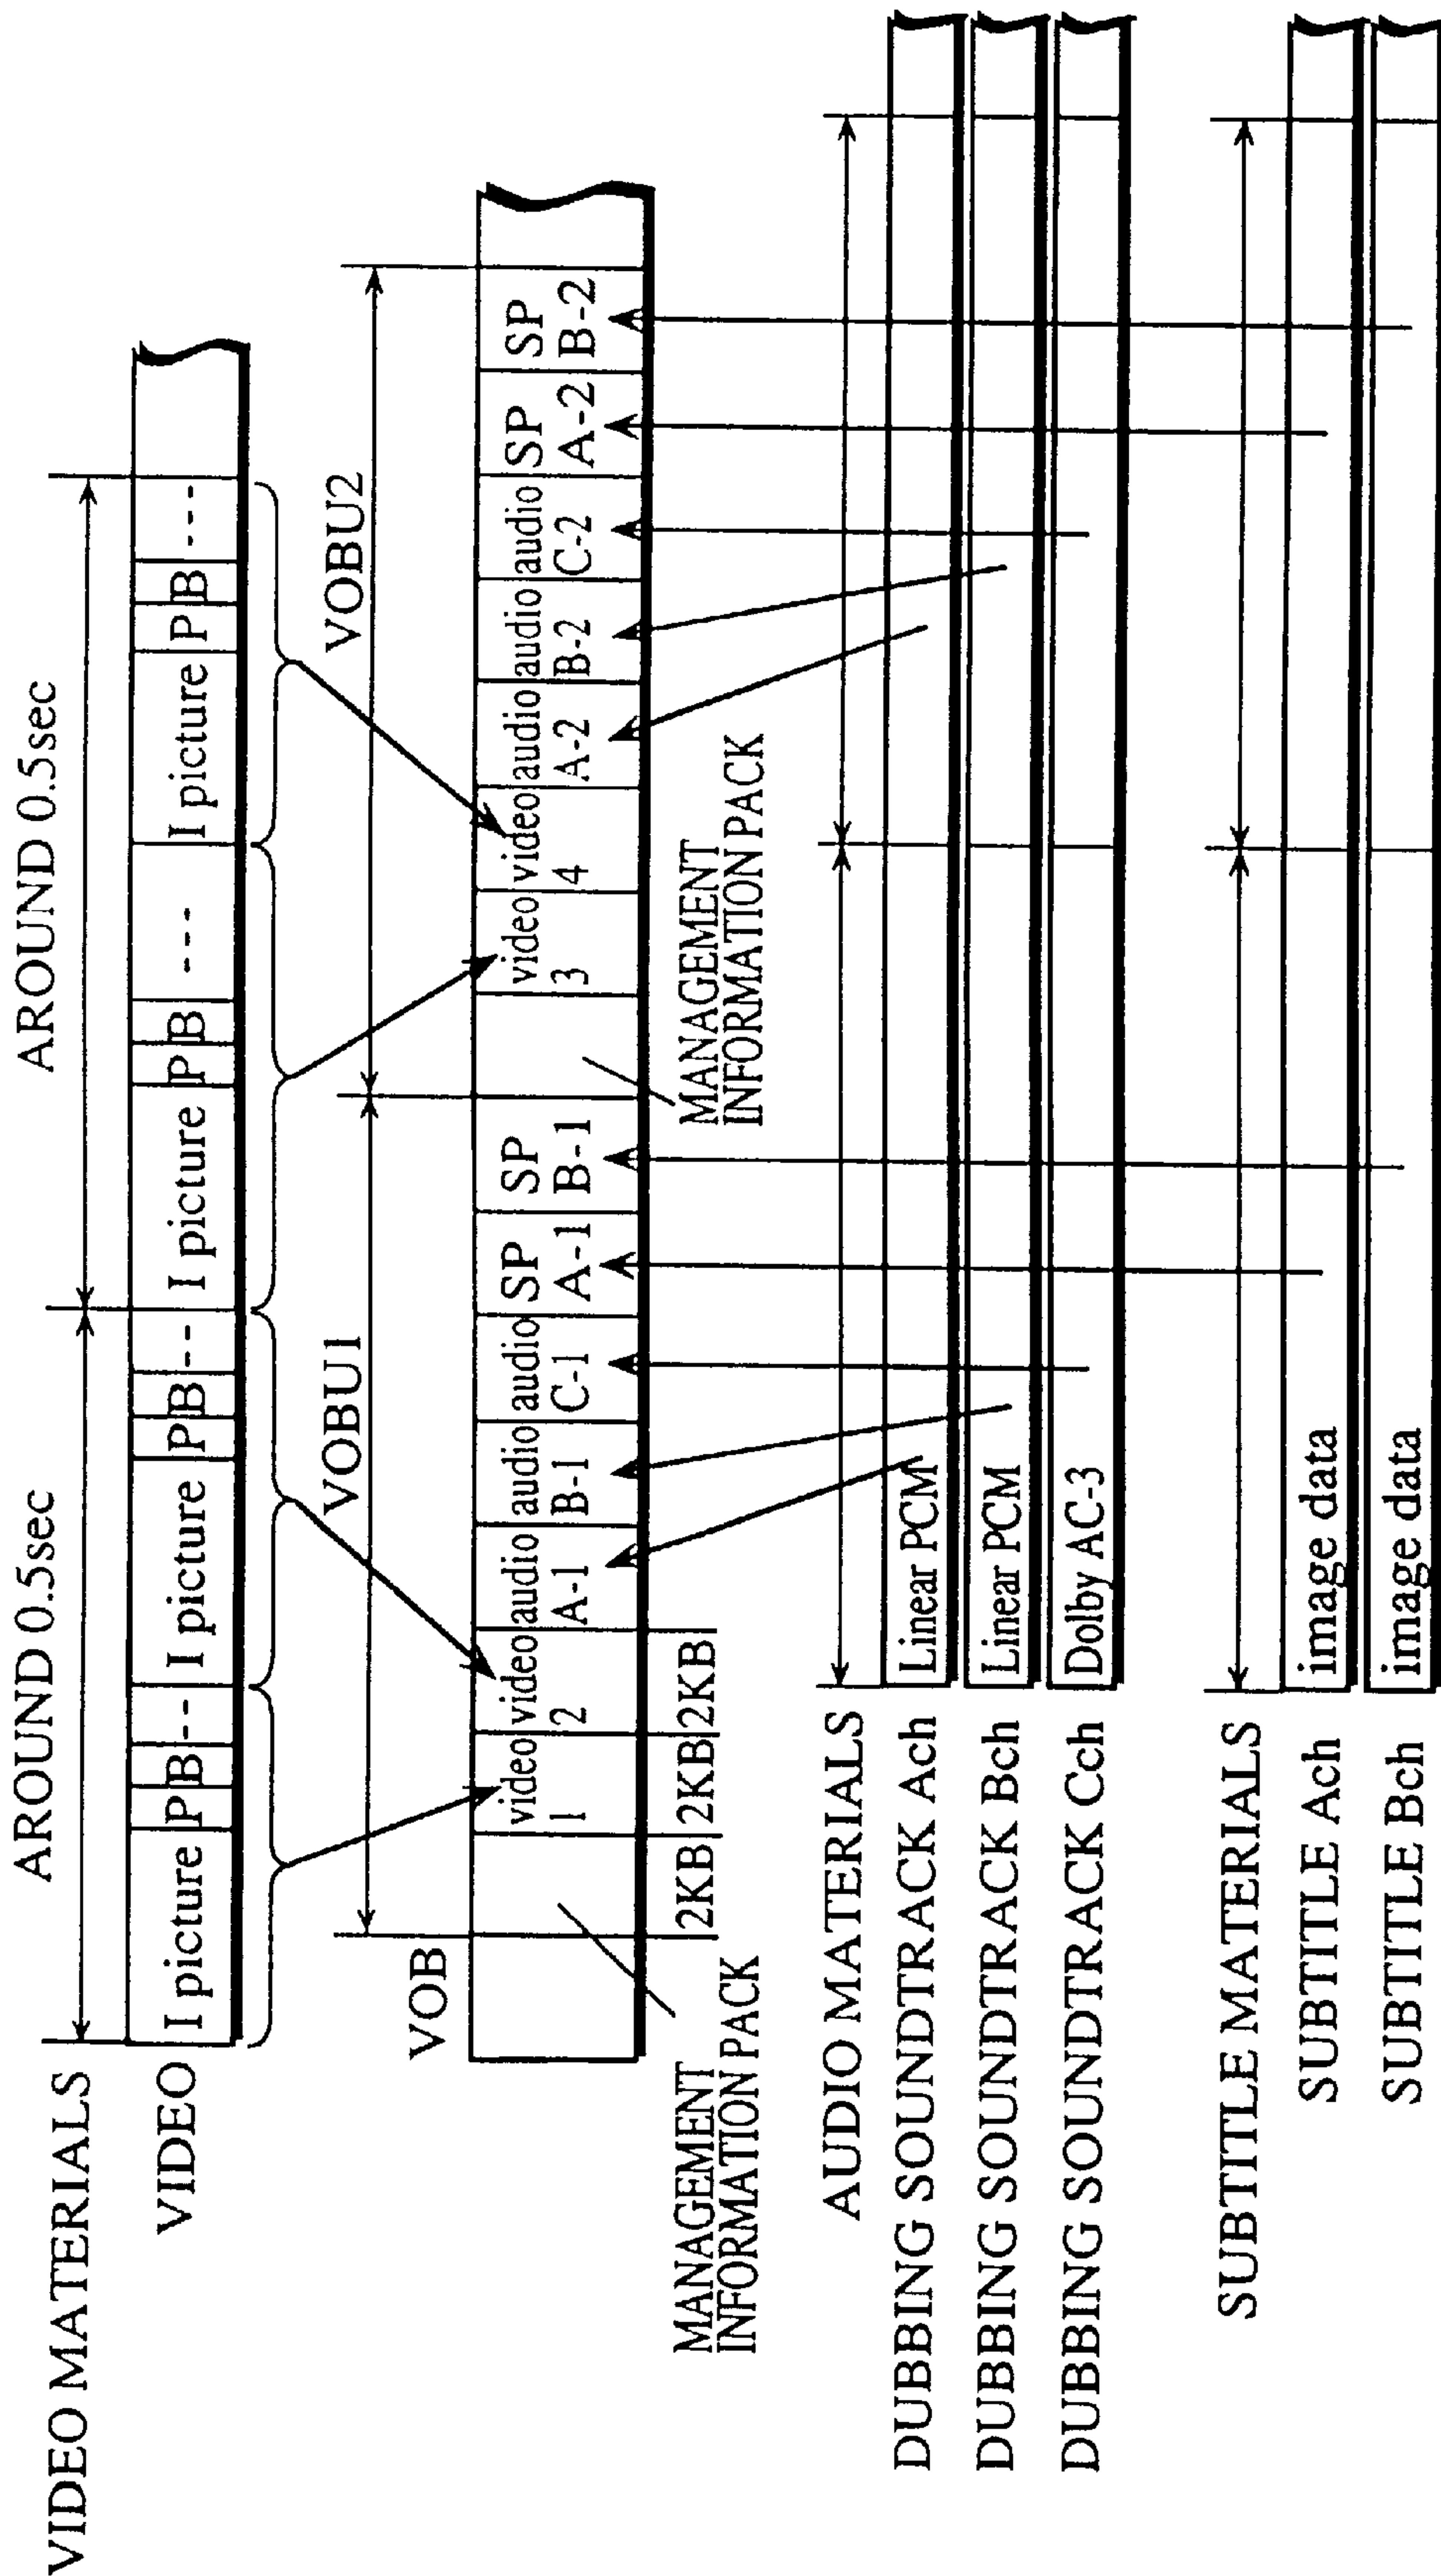 VIDEO MATERIALS
AROUND 0.5sec AROUND 0.5sec
VIDEO
I picture P B -- I picture P B -- I picture P B --- I picture P B ---
VOBU1 VOBU2
VOB
video 1 video 2 audio A-1 audio B-1 audio C-1 SP A-1 SP B-1 video 3 video 4 audio A-2 audio B-2 audio C-2 SP A-2 SP B-2
2KB 2KB 2KB
MANAGEMENT
INFORMATION PACK
MANAGEMENT
INFORMATION PACK
AUDIO MATERIALS
DUBBING SOUNDTRACK Ach Linear PCM
DUBBING SOUNDTRACK Bch Linear PCM
DUBBING SOUNDTRACK Cch Dolby AC-3
SUBTITLE MATERIALS
SUBTITLE Ach image data
SUBTITLE Bch image data